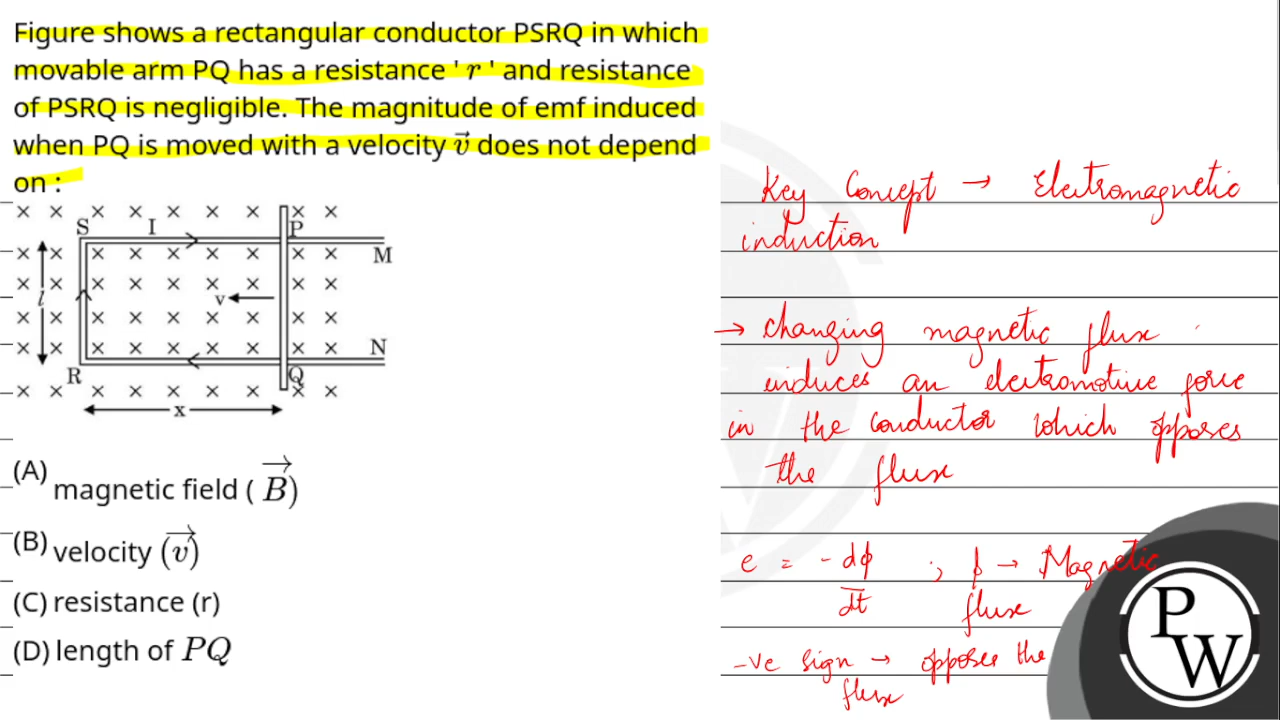 Figure shows a rectangular conductor PSRQ in which
movable arm PQ has a resistance ' r ' and resistance
of PSRQ is negligible. The magnitude of emf induced
when PQ is moved with a velocity v⃗ does not depend
on :
× × × × × × × × ×
S I P
× × × × × × × × ×
M
× × × × × × × × ×
l v
× × × × × × × × ×
× × × × × × × × × N
R Q
× × × × × × × × ×
x
(A) magnetic field ( B⃗ )
(B) velocity (v⃗)
(C) resistance (r)
(D) length of PQ
Key Concept → Electromagnetic
induction
→ changing magnetic flux
induces an electromotive force
in the conductor which opposes
the flux
e = -dϕ/dt ; ϕ → Magnetic
flux
-ve sign → opposes the
flux
P
W